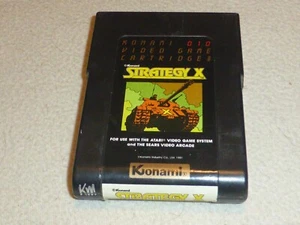 KONAMI 010
VIDEO GAME
CARTRIDGES
Konami
STRATEGY X
FOR USE WITH THE ATARI VIDEO GAME SYSTEM
and THE SEARS VIDEO ARCADE
Konami
STRATEGY X